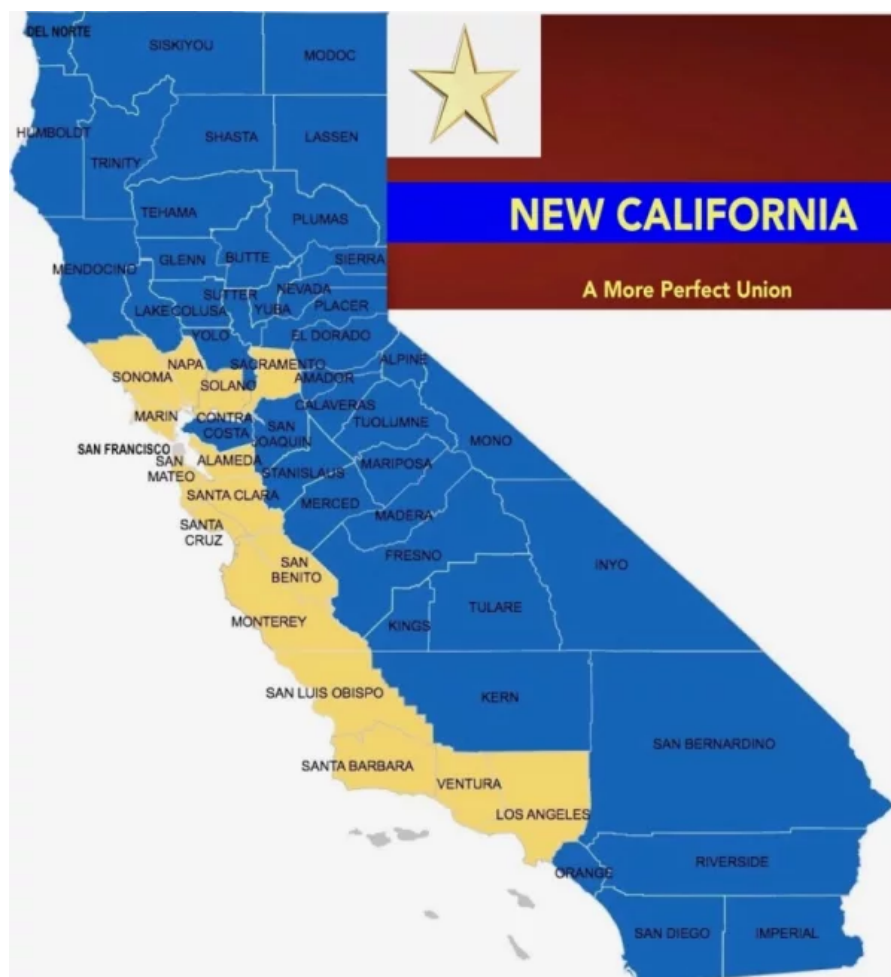 DEL NORTE
SISKIYOU
MODOC
HUMBOLDT
TRINITY
SHASTA
LASSEN
NEW CALIFORNIA
A More Perfect Union
TEHAMA
PLUMAS
MENDOCINO
GLENN
BUTTE
SIERRA
LAKE
COLUSA
SUTTER
YUBA
NEVADA
PLACER
YOLO
EL DORADO
SONOMA
NAPA
SOLANO
SACRAMENTO
AMADOR
ALPINE
MARIN
CONTRA
COSTA
SAN
JOAQUIN
CALAVERAS
TUOLUMNE
MONO
SAN FRANCISCO
SAN
MATEO
ALAMEDA
STANISLAUS
MARIPOSA
SANTA CLARA
MERCED
MADERA
SANTA
CRUZ
SAN
BENITO
FRESNO
INYO
MONTEREY
KINGS
TULARE
SAN LUIS OBISPO
KERN
SAN BERNARDINO
SANTA BARBARA
VENTURA
LOS ANGELES
ORANGE
RIVERSIDE
SAN DIEGO
IMPERIAL